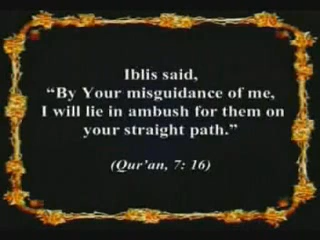 Iblis said,
“By Your misguidance of me,
I will lie in ambush for them on
your straight path.”
(Qur’an, 7: 16)